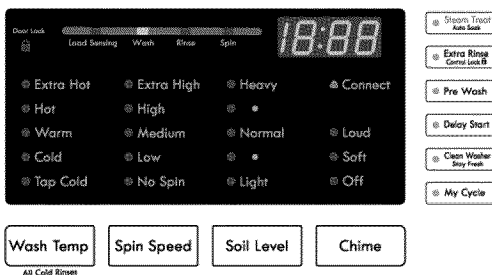 Door Lock
Load Sensing Wash Rinse Spin
18:88
Extra Hot Extra High Heavy Connect
Hot High
Warm Medium Normal Loud
Cold Low Soft
Tap Cold No Spin Light Off
Wash Temp Spin Speed Soil Level Chime
All Cold Rinses
Steam Treat
Auto Soak
Extra Rinse
Control Lock
Pre Wash
Delay Start
Clean Washer
Stay Fresh
My Cycle